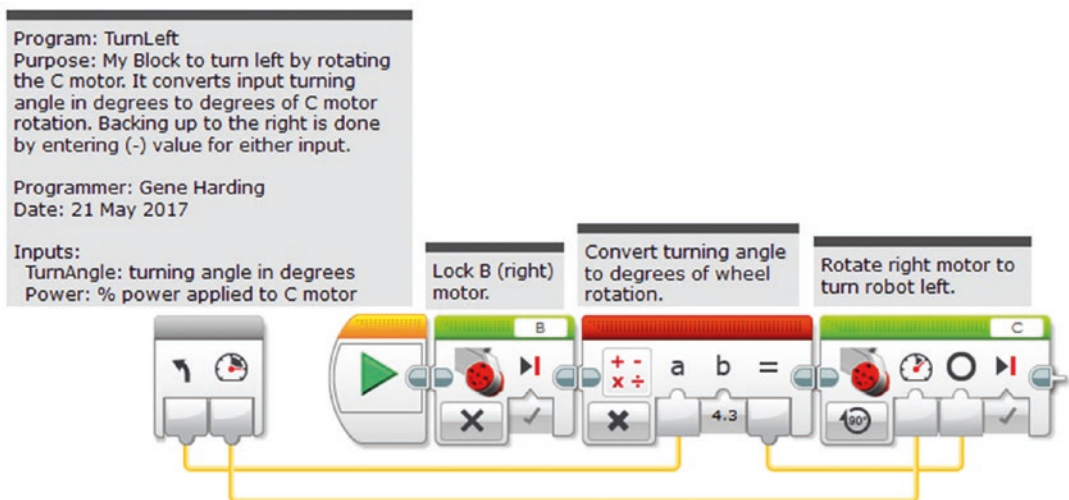 Program: TurnLeft
Purpose: My Block to turn left by rotating
the C motor. It converts input turning
angle in degrees to degrees of C motor
rotation. Backing up to the right is done
by entering (-) value for either input.
Programmer: Gene Harding
Date: 21 May 2017
Inputs:
TurnAngle: turning angle in degrees
Power: % power applied to C motor
Lock B (right)
motor.
Convert turning angle
to degrees of wheel
rotation.
Rotate right motor to
turn robot left.
B
C
+ -
× ÷
a b =
4.3
90°